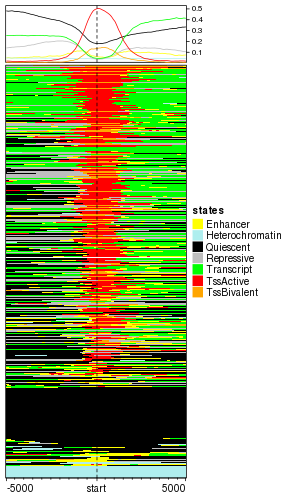 0.5
0.4
0.3
0.2
0.1
states
Enhancer
Heterochromatin
Quiescent
Repressive
Transcript
TssActive
TssBivalent
-5000 start 5000